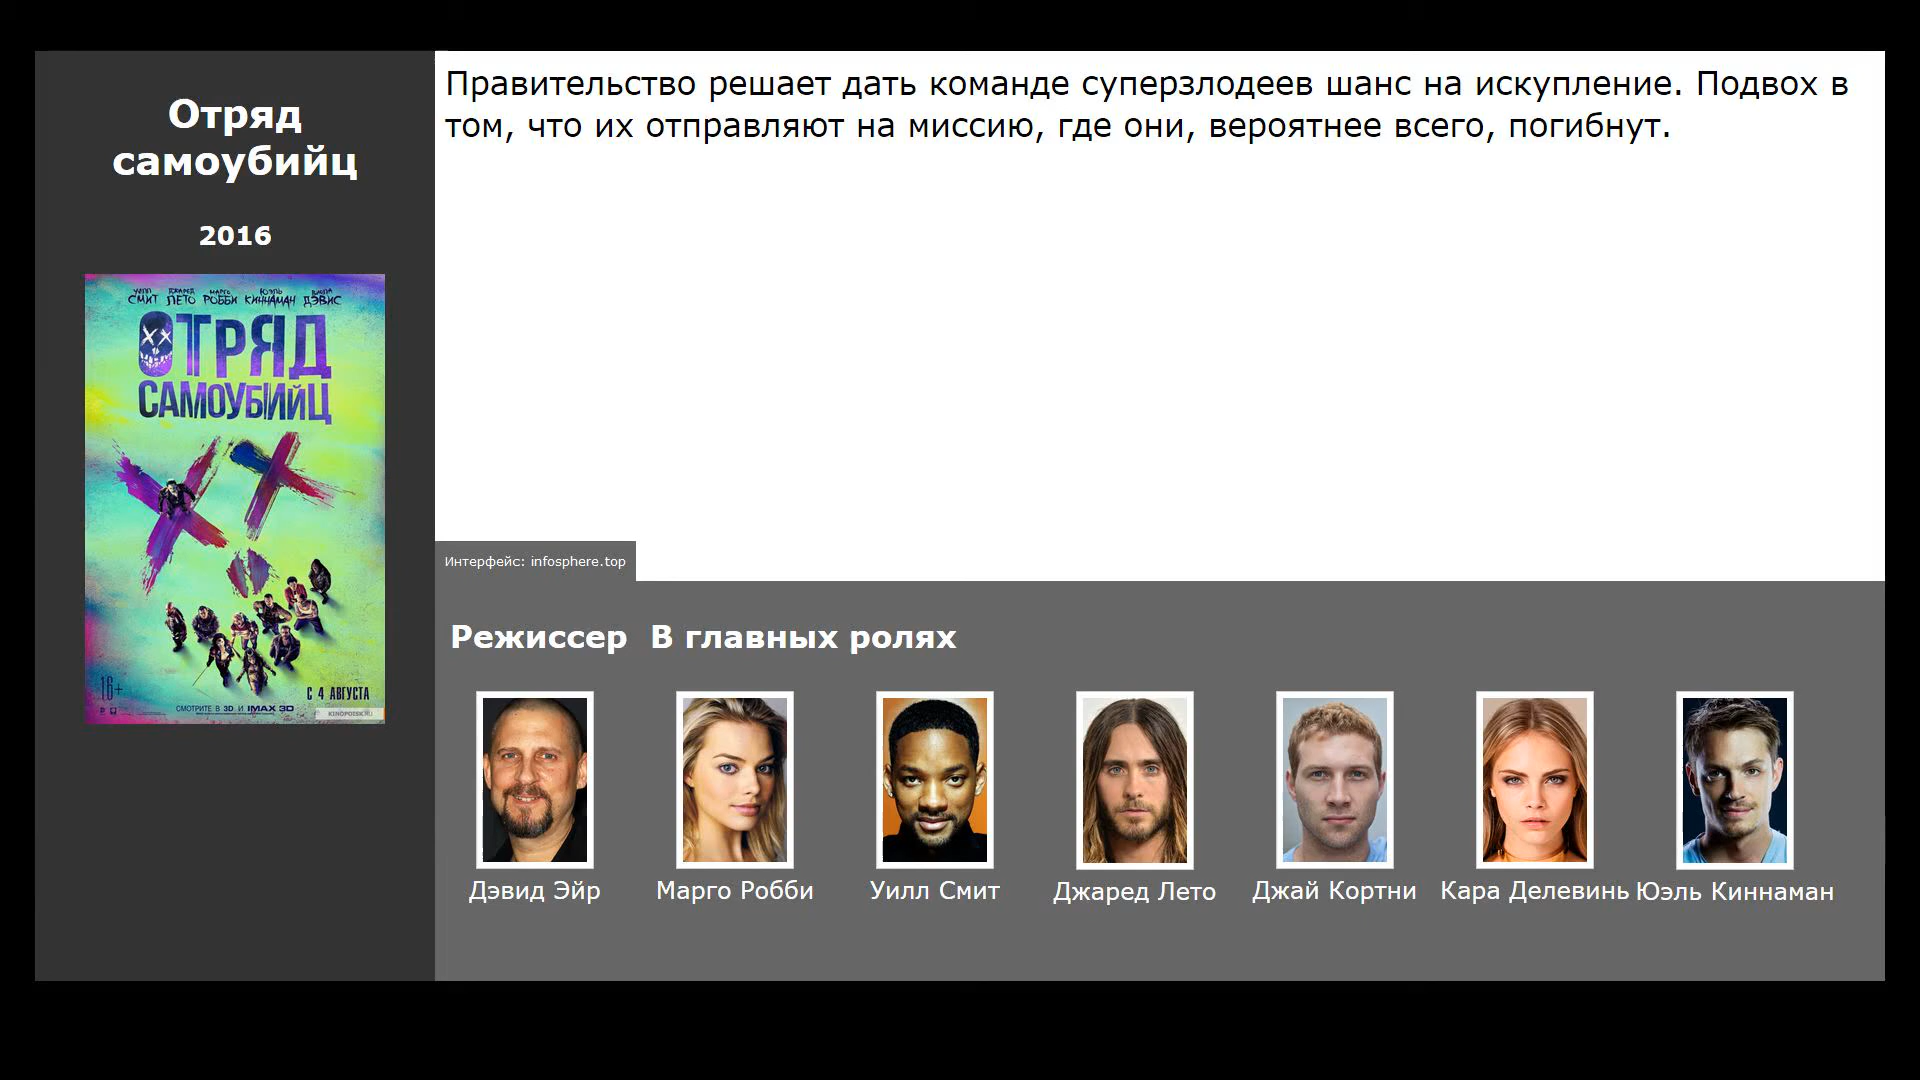 Отряд
самоубийц
2016
УИЛЛ СМИТ ДЖАРЕД ЛЕТО МАРГО РОББИ ЮЭЛЬ КИННАМАН ВИОЛА ДЭВИС
ОТРЯД
САМОУБИЙЦ
16+
С 4 АВГУСТА
СМОТРИТЕ В 3D И IMAX 3D
KINOPOISK.RU
Правительство решает дать команде суперзлодеев шанс на искупление. Подвох в
том, что их отправляют на миссию, где они, вероятнее всего, погибнут.
Интерфейс: infosphere.top
Режиссер В главных ролях
Дэвид Эйр Марго Робби Уилл Смит Джаред Лето Джай Кортни Кара Делевинь Юэль Киннаман